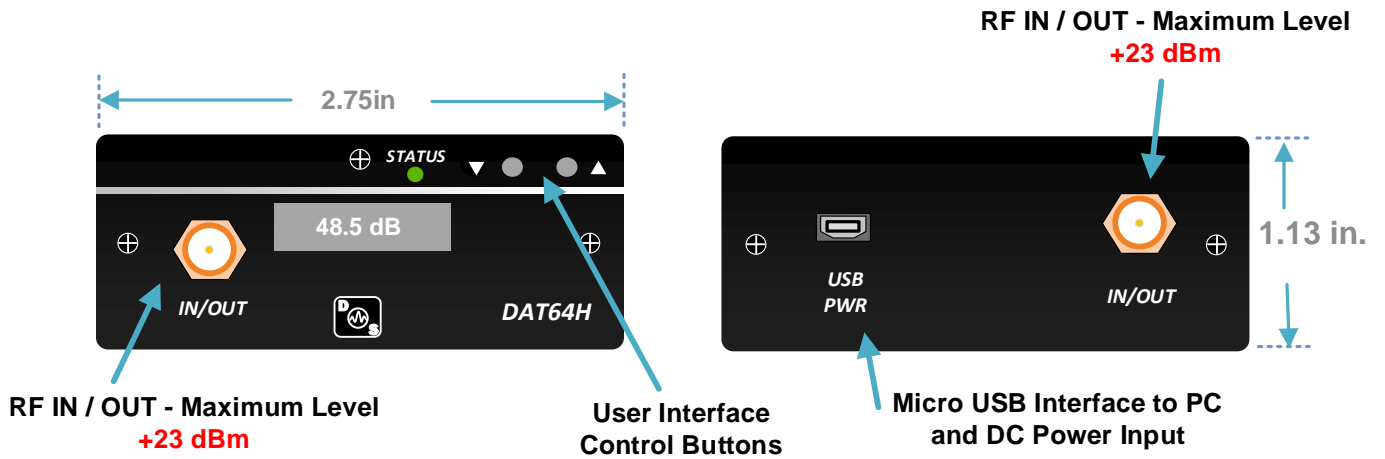 RF IN / OUT - Maximum Level
+23 dBm
2.75in
STATUS
48.5 dB
IN/OUT
D
S
DAT64H
RF IN / OUT - Maximum Level
+23 dBm
User Interface
Control Buttons
USB
PWR
IN/OUT
1.13 in.
Micro USB Interface to PC
and DC Power Input